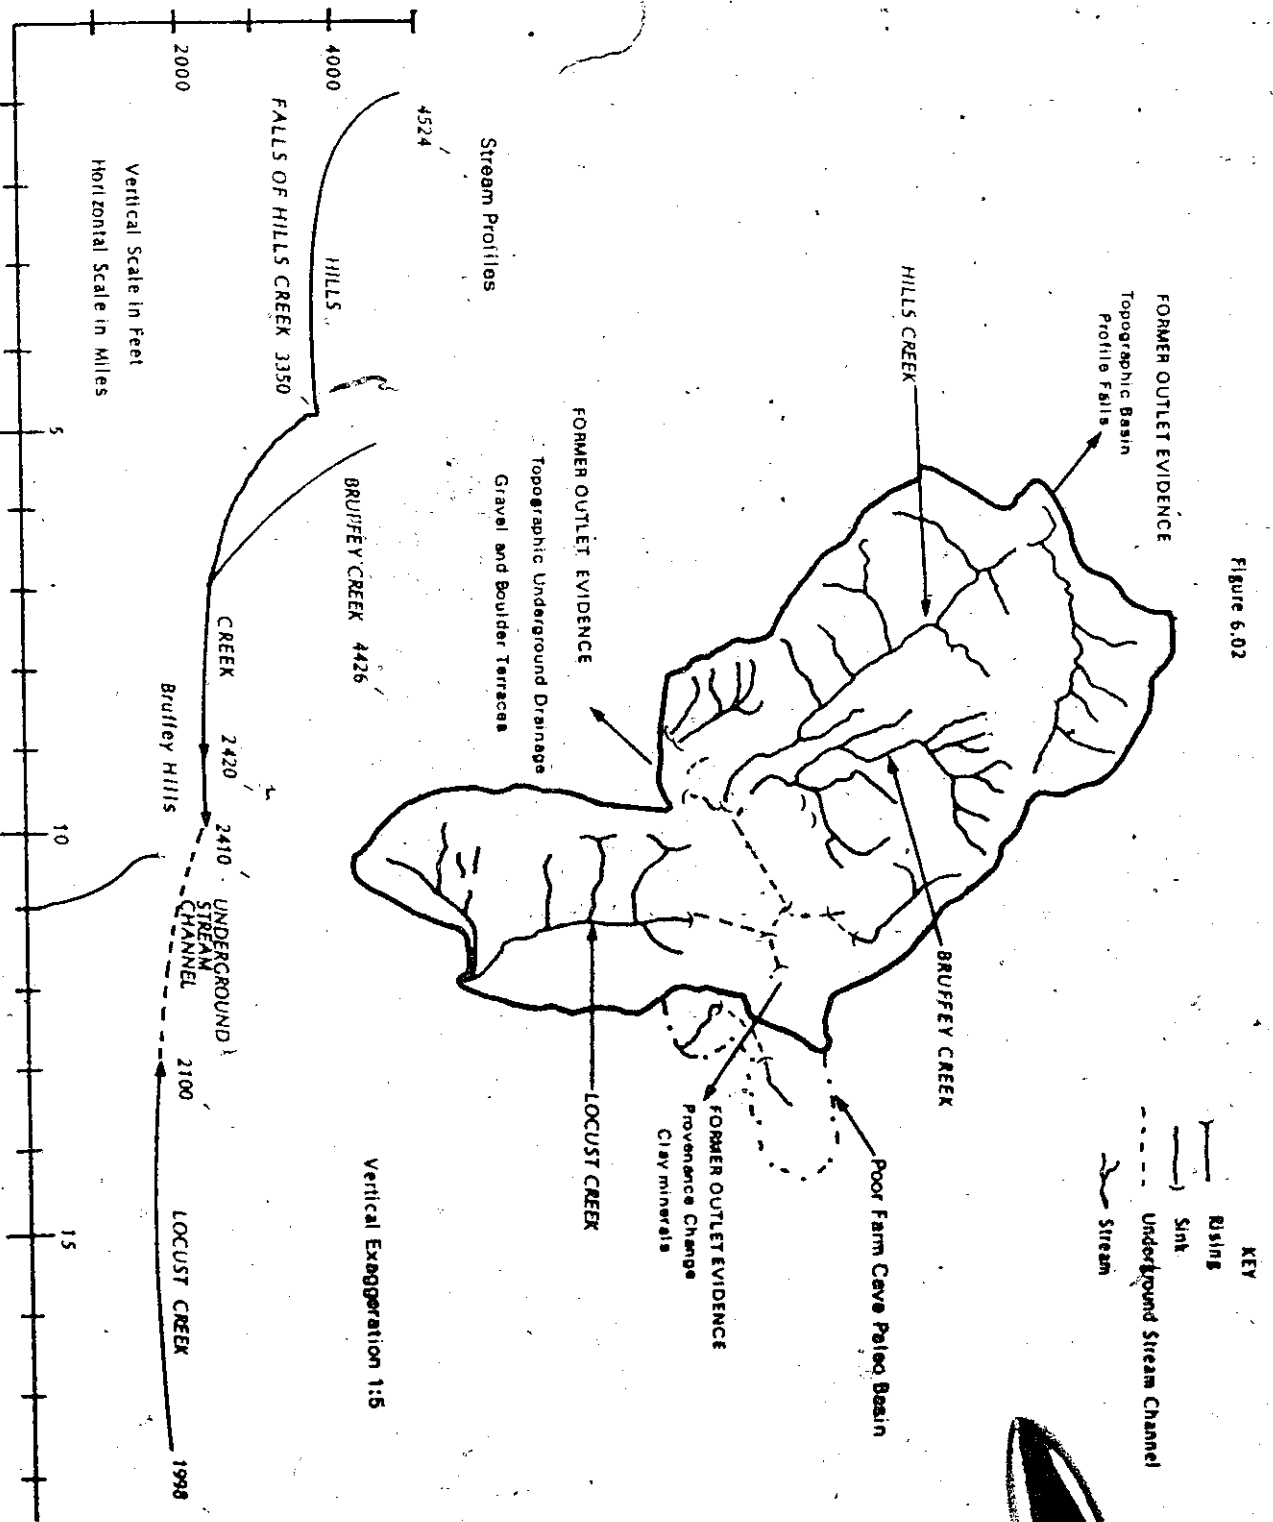 Figure 6.02
KEY
Rising
Sink
Underground Stream Channel
Stream
FORMER OUTLET EVIDENCE
Topographic Basin
Profile Falls
HILLS CREEK
BRUFFEY CREEK
Poor Farm Cave Paleo Basin
FORMER OUTLET EVIDENCE
Provenance Change
Clay minerals
LOCUST CREEK
FORMER OUTLET EVIDENCE
Topographic Underground Drainage
Gravel and Boulder Terraces
Stream Profiles
4524
4000
2000
HILLS
FALLS OF HILLS CREEK 3350
BRUFFEY CREEK 4426
CREEK 2420
2410
Bruffey Hills
UNDERGROUND
STREAM
CHANNEL
2100
LOCUST CREEK
1998
Vertical Exaggeration 1:5
Vertical Scale in Feet
Horizontal Scale in Miles
5
10
15